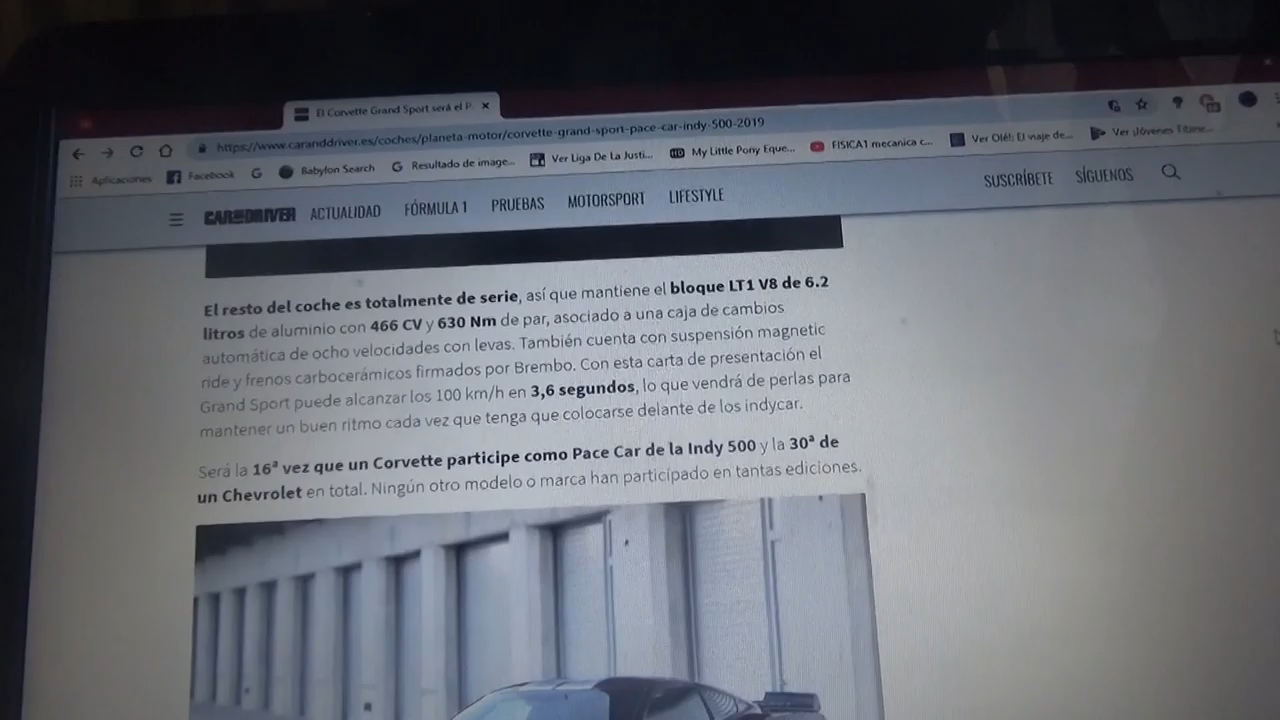 El Corvette Grand Sport será el P
https://www.caranddriver.es/coches/planeta-motor/corvette-grand-sport-pace-car-indy-500-2019
Aplicaciones Facebook Babylon Search Resultado de image... Ver Liga De La Justi... My Little Pony Eque... FISICA1 mecanica c... Ver Olé!: El viaje de... Ver ¡Jóvenes Titane...
CAR AND DRIVER ACTUALIDAD FÓRMULA 1 PRUEBAS MOTORSPORT LIFESTYLE SUSCRÍBETE SÍGUENOS
El resto del coche es totalmente de serie, así que mantiene el bloque LT1 V8 de 6.2
litros de aluminio con 466 CV y 630 Nm de par, asociado a una caja de cambios
automática de ocho velocidades con levas. También cuenta con suspensión magnetic
ride y frenos carbocerámicos firmados por Brembo. Con esta carta de presentación el
Grand Sport puede alcanzar los 100 km/h en 3,6 segundos, lo que vendrá de perlas para
mantener un buen ritmo cada vez que tenga que colocarse delante de los indycar.
Será la 16ª vez que un Corvette participe como Pace Car de la Indy 500 y la 30ª de
un Chevrolet en total. Ningún otro modelo o marca han participado en tantas ediciones.